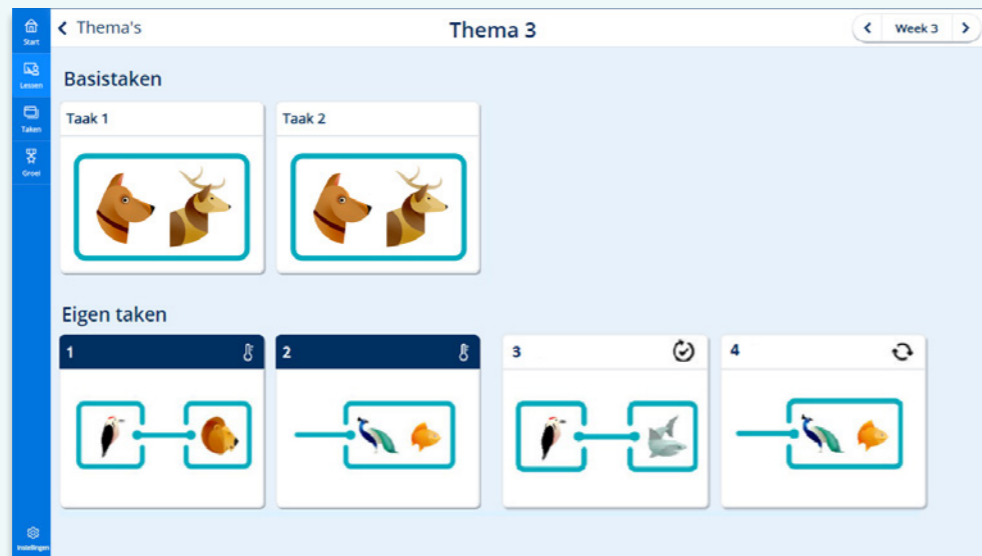 Start
Lessen
Taken
Groei
Instellingen
Thema's
Thema 3
Week 3
Basistaken
Taak 1
Taak 2
Eigen taken
1
2
3
4